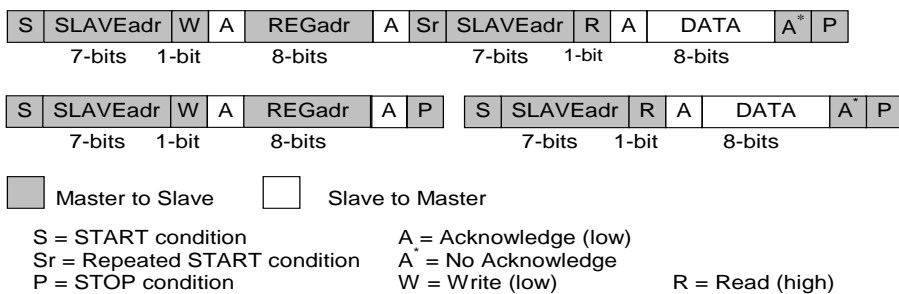 S SLAVEadr W A REGadr A Sr SLAVEadr R A DATA A* P
7-bits 1-bit 8-bits 7-bits 1-bit 8-bits
S SLAVEadr W A REGadr A P S SLAVEadr R A DATA A* P
7-bits 1-bit 8-bits 7-bits 1-bit 8-bits
Master to Slave Slave to Master
S = START condition A = Acknowledge (low)
Sr = Repeated START condition A* = No Acknowledge
P = STOP condition W = Write (low) R = Read (high)